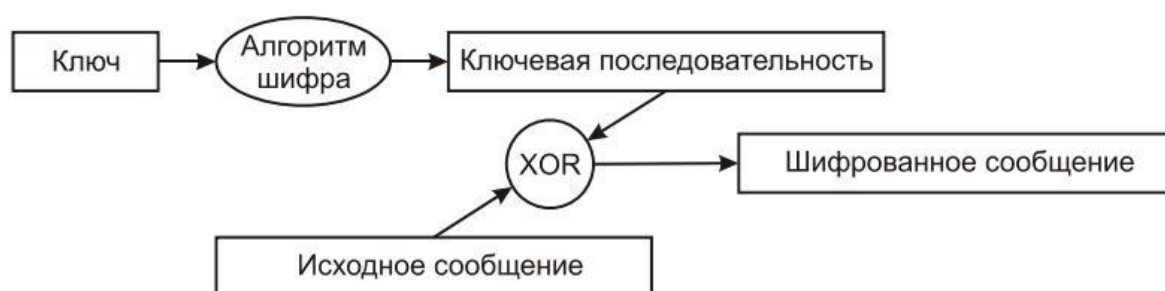 Ключ
Алгоритм
шифра
Ключевая последовательность
XOR
Шифрованное сообщение
Исходное сообщение